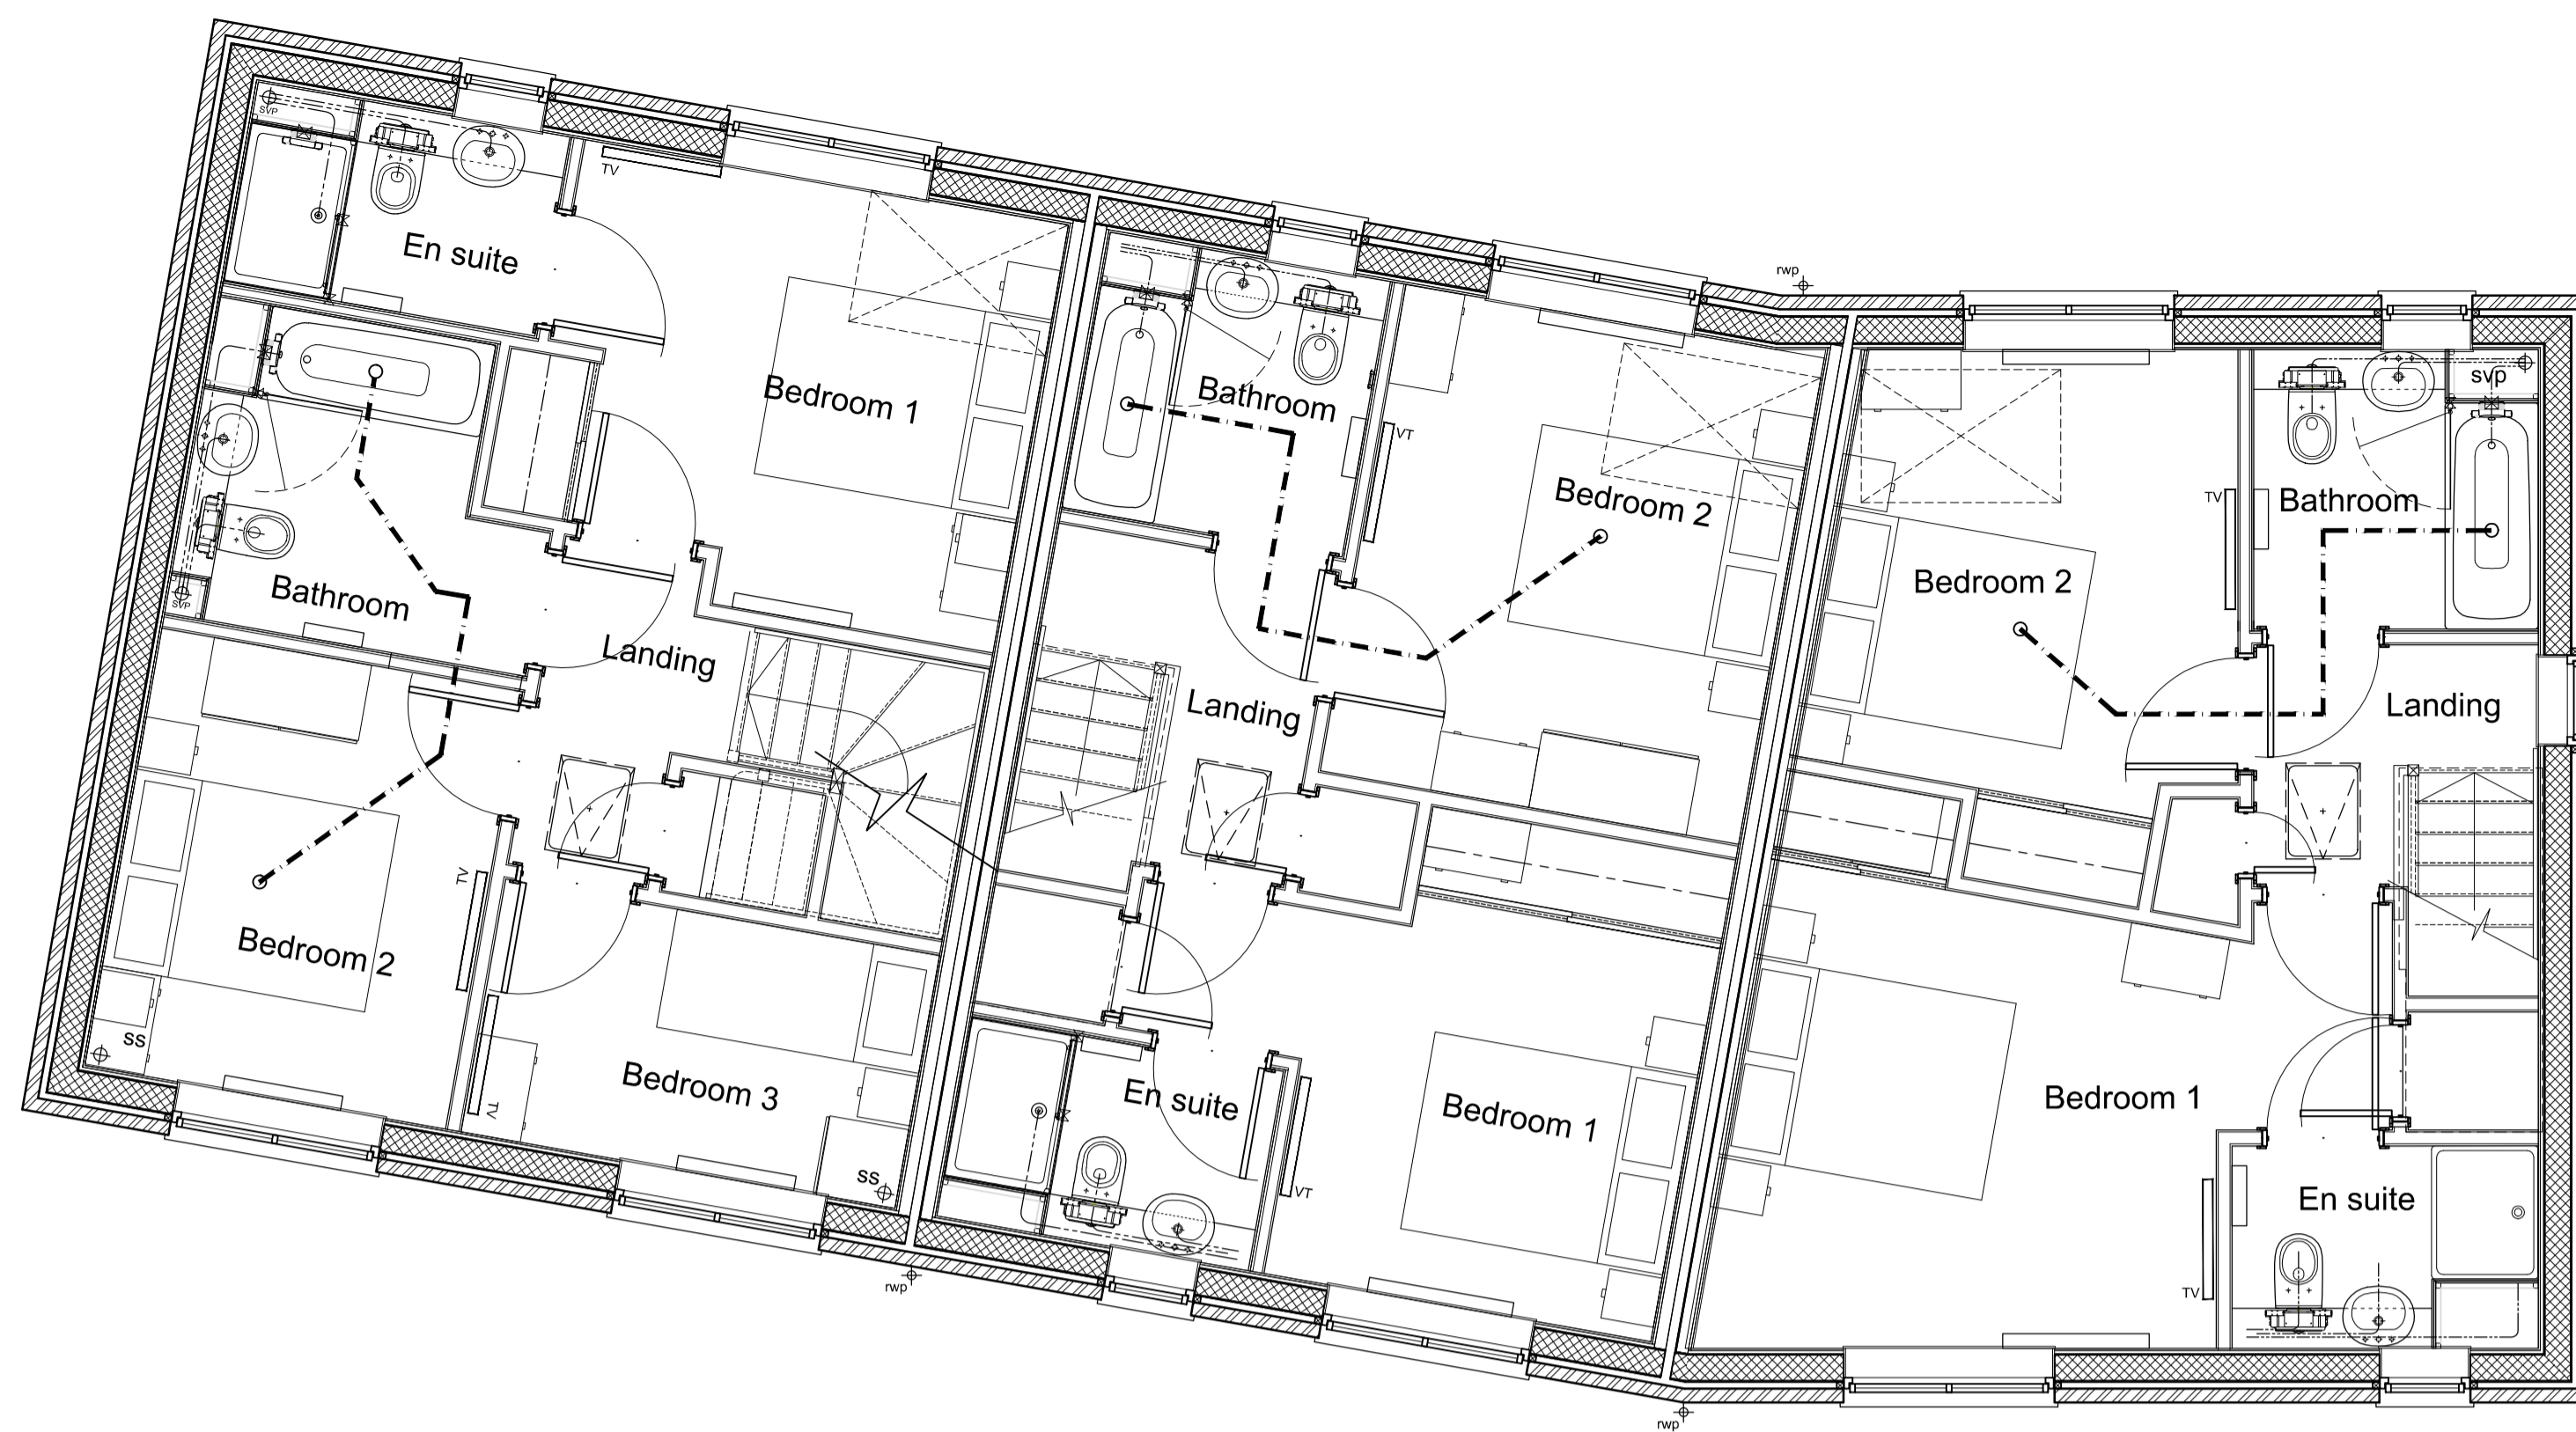 SVP
TV
En suite
Bedroom 1
SVP
Bathroom
Landing
TV
Bedroom 2
ss
TV
Bedroom 3
ss
rwp
Bathroom
VT
Bedroom 2
Landing
En suite
VT
Bedroom 1
rwp
rwp
svp
TV
Bathroom
Bedroom 2
Landing
Bedroom 1
En suite
TV